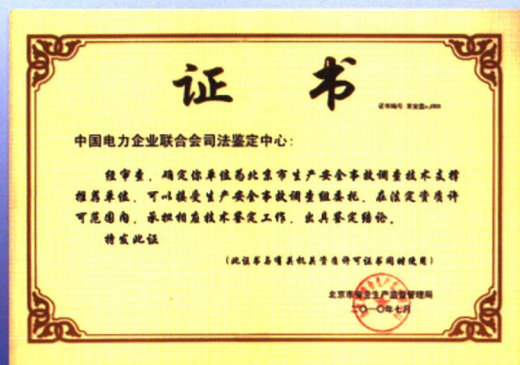 证 书
证书编号
中国电力企业联合会司法鉴定中心:
经审查,确定你单位为北京市生产安全事故调查技术支撑
推荐单位,可以接受生产安全事故调查组委托,在法定资质许
可范围内,承担相应技术鉴定工作,出具鉴定结论。
特发此证
(此证书与有关机关资质许可证书同时使用)
北京市安全生产监督管理局
二〇一〇年七月